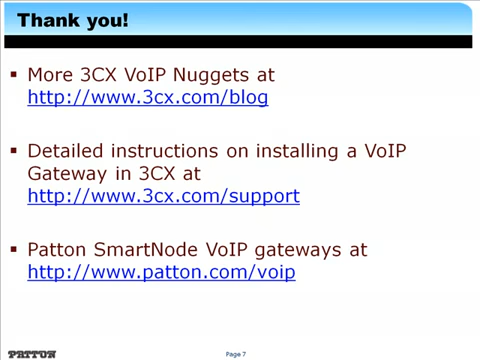 Thank you!
▪ More 3CX VoIP Nuggets at
http://www.3cx.com/blog
▪ Detailed instructions on installing a VoIP
Gateway in 3CX at
http://www.3cx.com/support
▪ Patton SmartNode VoIP gateways at
http://www.patton.com/voip
PATTON
Page 7